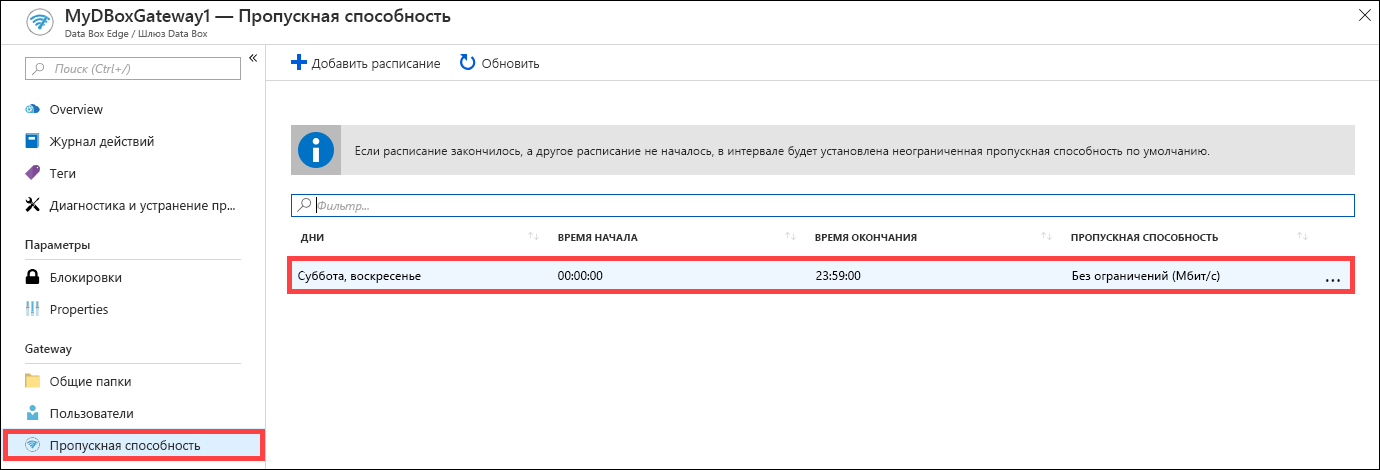 MyDBoxGateway1 — Пропускная способность
Data Box Edge / Шлюз Data Box
Поиск (Ctrl+/)
Overview
Журнал действий
Теги
Диагностика и устранение пр...
Параметры
Блокировки
Properties
Gateway
Общие папки
Пользователи
Пропускная способность
Добавить расписание Обновить
Если расписание закончилось, а другое расписание не началось, в интервале будет установлена неограниченная пропускная способность по умолчанию.
Фильтр...
ДНИ ВРЕМЯ НАЧАЛА ВРЕМЯ ОКОНЧАНИЯ ПРОПУСКНАЯ СПОСОБНОСТЬ
Суббота, воскресенье 00:00:00 23:59:00 Без ограничений (Мбит/с) ...